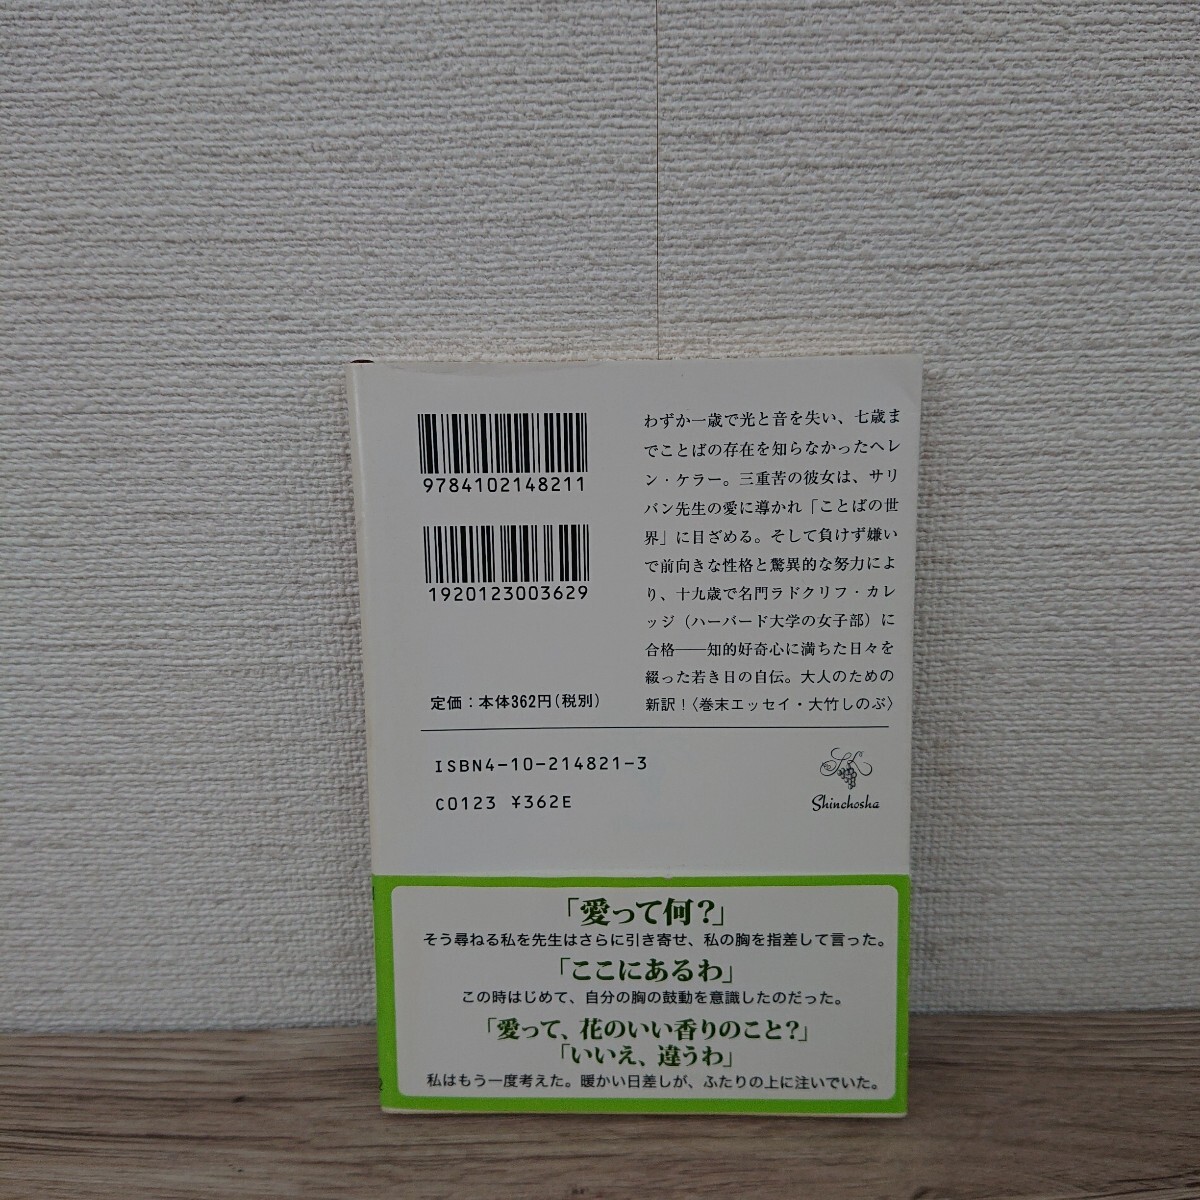 9784102148211
1920123003629
定価：本体362円（税別）
わずか一歳で光と音を失い、七歳ま
でことばの存在を知らなかったヘレ
ン・ケラー。三重苦の彼女は、サリ
バン先生の愛に導かれ「ことばの世
界」に目ざめる。そして負けず嫌い
で前向きな性格と驚異的な努力によ
り、十九歳で名門ラドクリフ・カレ
ッジ（ハーバード大学の女子部）に
合格――知的好奇心に満ちた日々を
綴った若き日の自伝。大人のための
新訳！〈巻末エッセイ・大竹しのぶ〉
ISBN4-10-214821-3
C0123 ¥362E
Shinchosha
「愛って何？」
そう尋ねる私を先生はさらに引き寄せ、私の胸を指差して言った。
「ここにあるわ」
この時はじめて、自分の胸の鼓動を意識したのだった。
「愛って、花のいい香りのこと？」
「いいえ、違うわ」
私はもう一度考えた。暖かい日差しが、ふたりの上に注いでいた。